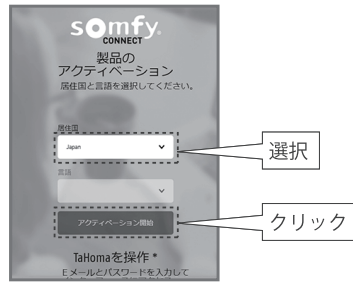 somfy.
CONNECT
製品の
アクティベーション
居住国と言語を選択してください。
居住国
Japan
選択
言語
アクティベーション開始
クリック
TaHomaを操作 *
Eメールとパスワードを入力して